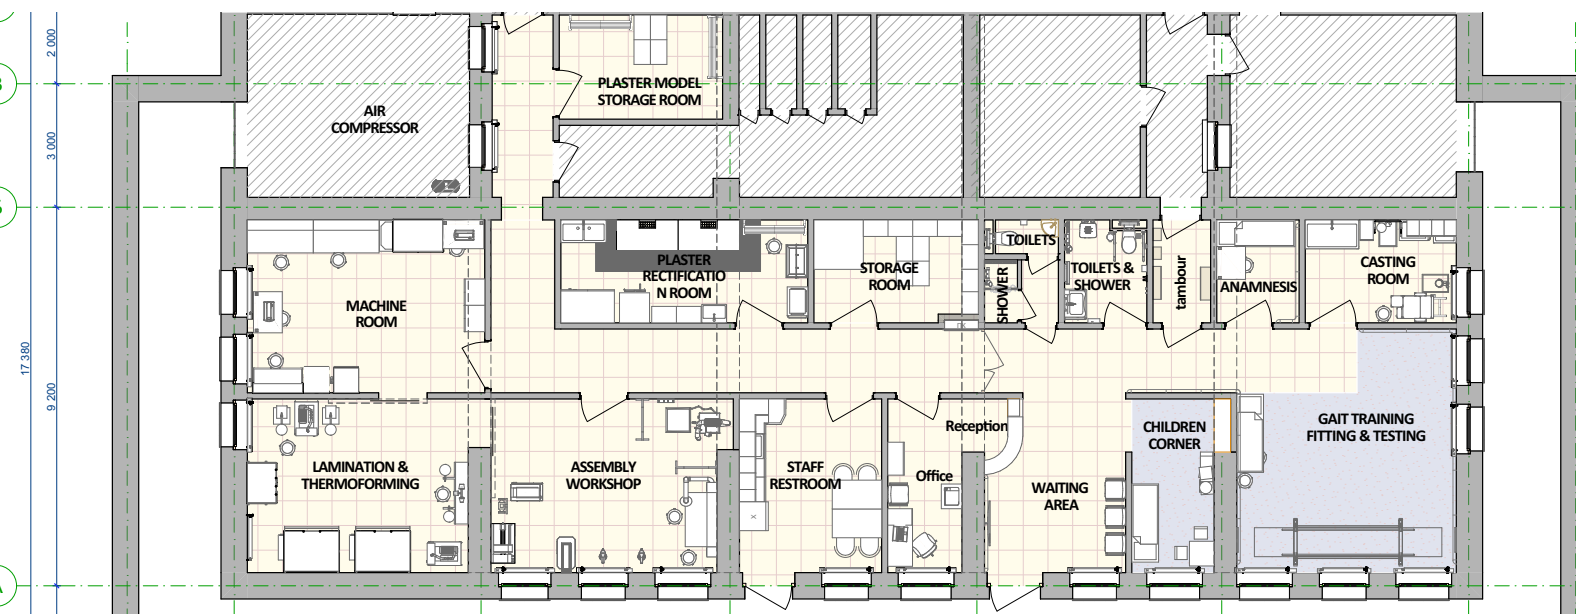 2 000
3 000
17 380
9 200
B
A
AIR
COMPRESSOR
PLASTER MODEL
STORAGE ROOM
MACHINE
ROOM
PLASTER
RECTIFICATIO
N ROOM
STORAGE
ROOM
TOILETS
SHOWER
TOILETS &
SHOWER
tambour
ANAMNESIS
CASTING
ROOM
LAMINATION &
THERMOFORMING
ASSEMBLY
WORKSHOP
STAFF
RESTROOM
X
Reception
Office
WAITING
AREA
CHILDREN
CORNER
GAIT TRAINING
FITTING & TESTING